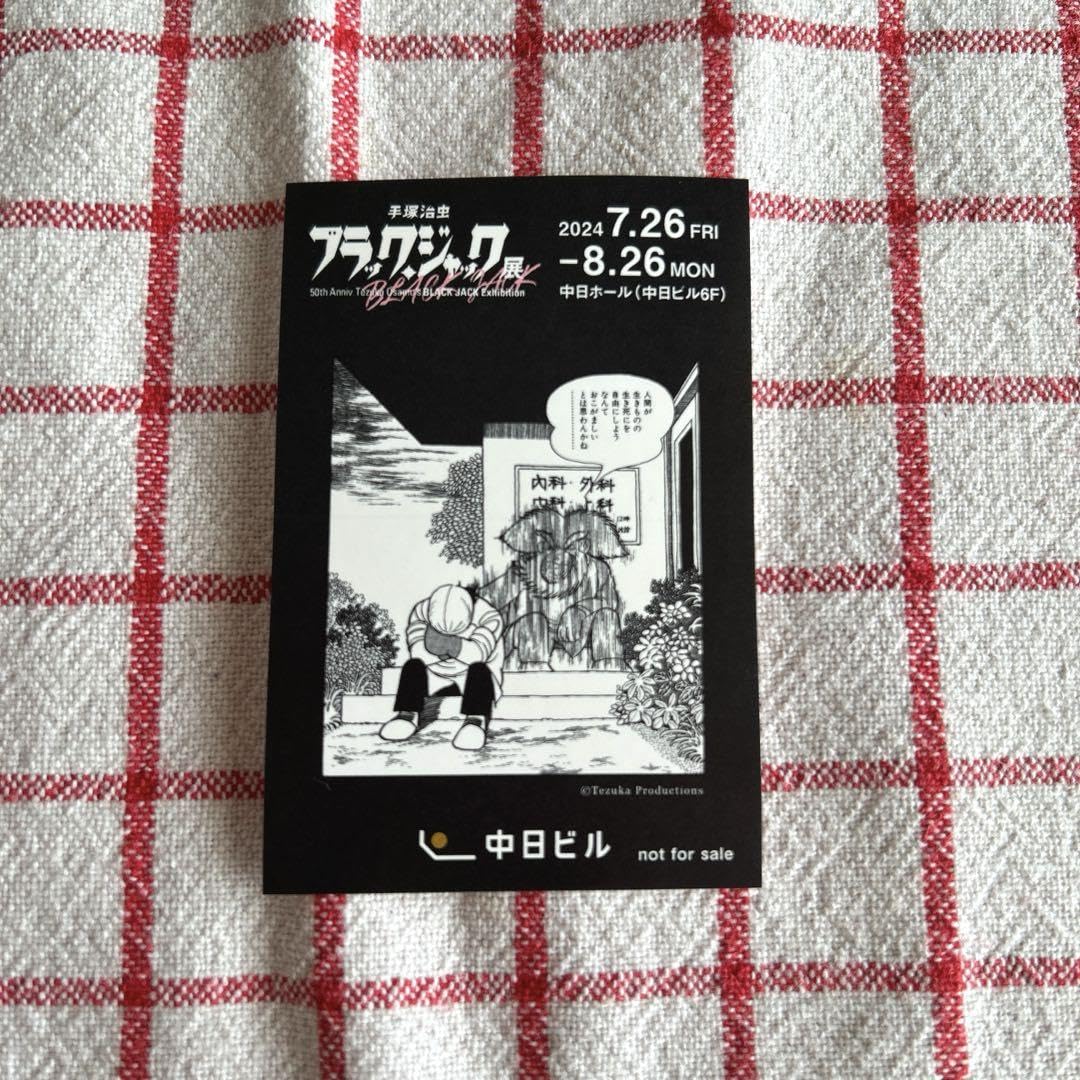 手塚治虫
ブラック・ジャック展
BLACK JACK
50th Anniv Tezuka Osamu's BLACK JACK Exhibition
2024 7.26 FRI
-8.26 MON
中日ホール(中日ビル6F)
人間が
生きものの
生き死にを
自由にしよう
なんて
おこがましい
とは思わんかね
…………
内科・外科
©Tezuka Productions
中日ビル
not for sale